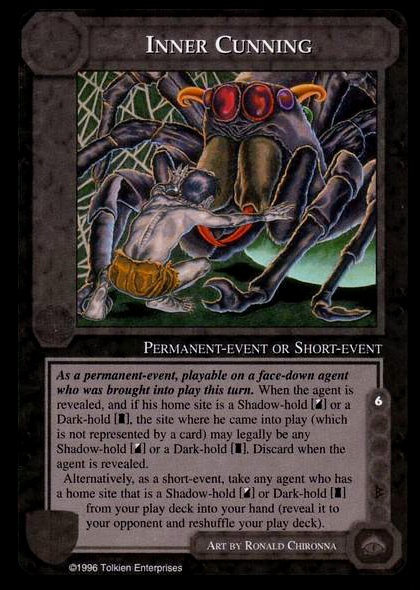 INNER CUNNING
PERMANENT-EVENT OR SHORT-EVENT
As a permanent-event, playable on a face-down agent
who was brought into play this turn. When the agent is
revealed, and if his home site is a Shadow-hold [] or a
Dark-hold [], the site where he came into play (which
is not represented by a card) may legally be any
Shadow-hold [] or a Dark-hold []. Discard when the
agent is revealed.
Alternatively, as a short-event, take any agent who has
a home site that is a Shadow-hold [] or Dark-hold []
from your play deck into your hand (reveal it to
your opponent and reshuffle your play deck).
6
ART BY RONALD CHIRONNA
©1996 Tolkien Enterprises